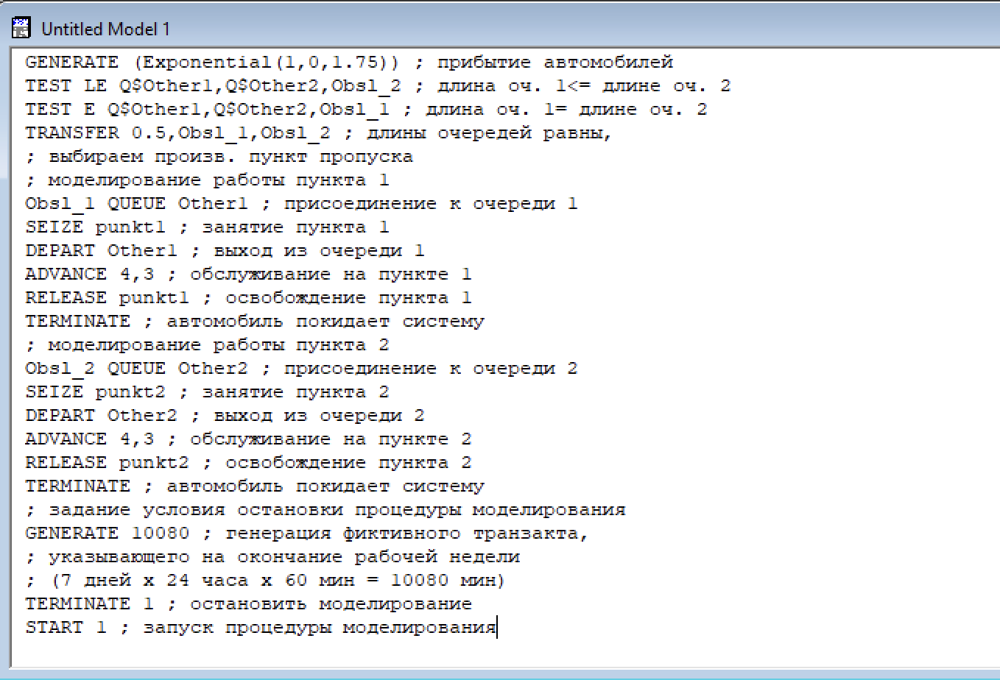 Untitled Model 1
GENERATE (Exponential(1,0,1.75)) ; прибытие автомобилей
TEST LE Q$Other1,Q$Other2,Obsl_2 ; длина оч. 1<= длине оч. 2
TEST E Q$Other1,Q$Other2,Obsl_1 ; длина оч. 1= длине оч. 2
TRANSFER 0.5,Obsl_1,Obsl_2 ; длины очередей равны,
; выбираем произв. пункт пропуска
; моделирование работы пункта 1
Obsl_1 QUEUE Other1 ; присоединение к очереди 1
SEIZE punkt1 ; занятие пункта 1
DEPART Other1 ; выход из очереди 1
ADVANCE 4,3 ; обслуживание на пункте 1
RELEASE punkt1 ; освобождение пункта 1
TERMINATE ; автомобиль покидает систему
; моделирование работы пункта 2
Obsl_2 QUEUE Other2 ; присоединение к очереди 2
SEIZE punkt2 ; занятие пункта 2
DEPART Other2 ; выход из очереди 2
ADVANCE 4,3 ; обслуживание на пункте 2
RELEASE punkt2 ; освобождение пункта 2
TERMINATE ; автомобиль покидает систему
; задание условия остановки процедуры моделирования
GENERATE 10080 ; генерация фиктивного транзакта,
; указывающего на окончание рабочей недели
; (7 дней х 24 часа х 60 мин = 10080 мин)
TERMINATE 1 ; остановить моделирование
START 1 ; запуск процедуры моделирования